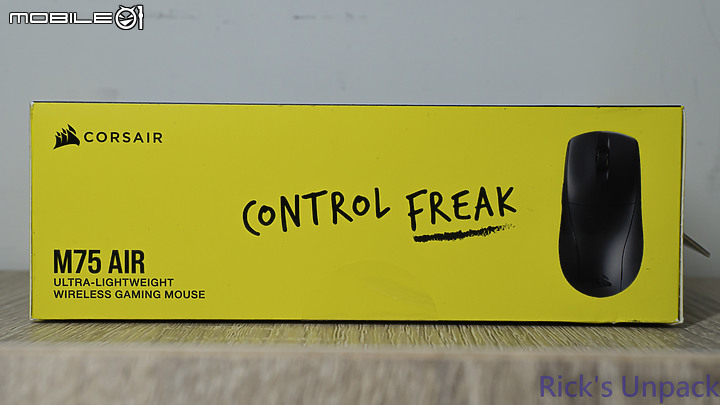 MOBILE01
CORSAIR
CONTROL FREAK
M75 AIR
ULTRA-LIGHTWEIGHT
WIRELESS GAMING MOUSE
Rick's Unpack